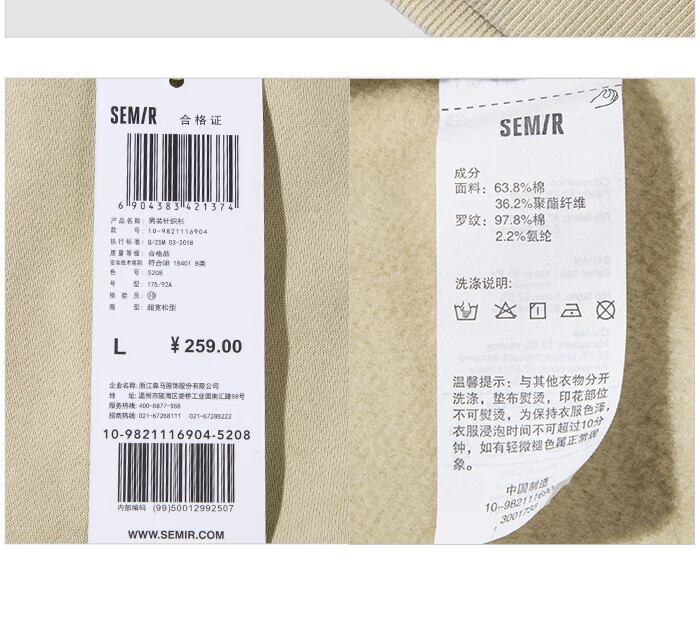 SEM/R 合格证
6 904383 421374
产品名称: 男装针织衫
款 号: 10-9821116904
执行标准: Q/ZSM 03-2018
质量等级: 合格品
安全技术类别: 符合GB 18401 B类
色 号: 5208
号 型: 175/92A
检 验 员: ⑩
版 型: 超宽松型
L ¥259.00
企业名称: 浙江森马服饰股份有限公司
地 址: 温州市瓯海区娄桥工业园南汇路98号
服务热线: 400-8877-588
招商热线: 021-67288111 021-67288222
10-9821116904-5208
内部编码 (99)50012992507
WWW.SEMIR.COM
SEM/R
成分
面料: 63.8%棉
36.2%聚酯纤维
罗纹: 97.8%棉
2.2%氨纶
洗涤说明:
温馨提示: 与其他衣物分开
洗涤, 垫布熨烫, 印花部位
不可熨烫, 为保持衣服色泽,
衣服浸泡时间不可超过10分
钟, 如有轻微褪色属正常现
象。
中国制造
10-982111690